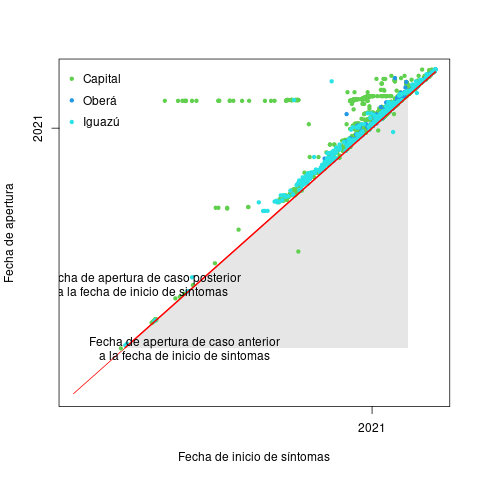 Capital
Oberá
Iguazú
2021
Fecha de apertura
cha de apertura de caso posterior
a la fecha de inicio de síntomas
Fecha de apertura de caso anterior
a la fecha de inicio de sintomas
2021
Fecha de inicio de síntomas